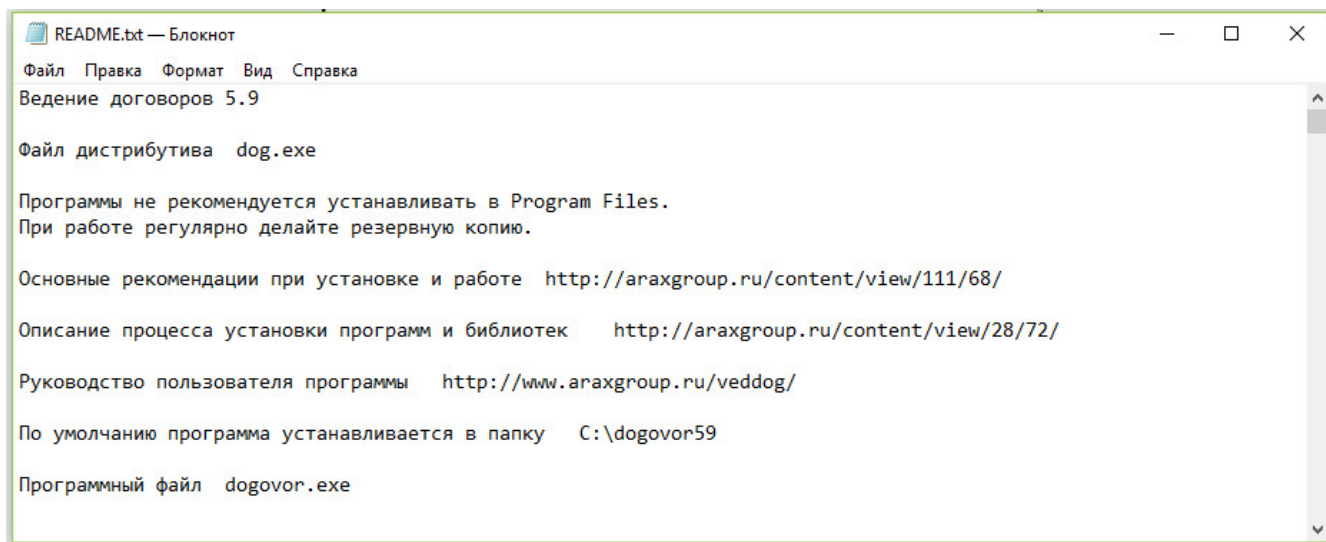 README.txt — Блокнот
Файл Правка Формат Вид Справка
Ведение договоров 5.9
Файл дистрибутива dog.exe
Программы не рекомендуется устанавливать в Program Files.
При работе регулярно делайте резервную копию.
Основные рекомендации при установке и работе http://araxgroup.ru/content/view/111/68/
Описание процесса установки программ и библиотек http://araxgroup.ru/content/view/28/72/
Руководство пользователя программы http://www.araxgroup.ru/veddog/
По умолчанию программа устанавливается в папку C:\dogovor59
Программный файл dogovor.exe